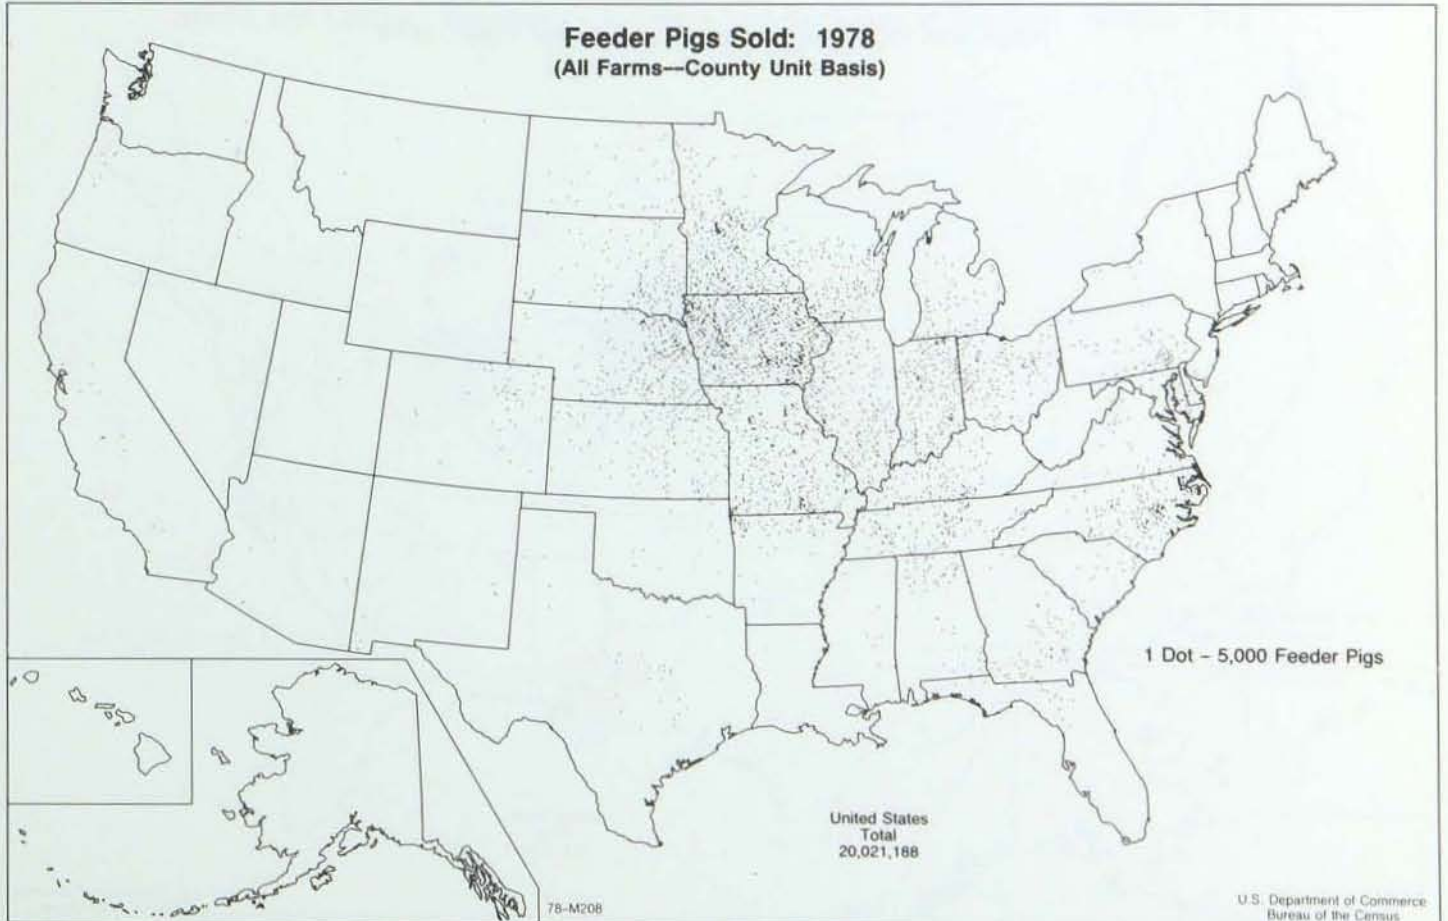 Feeder Pigs Sold: 1978
(All Farms—County Unit Basis)
1 Dot – 5,000 Feeder Pigs
United States
Total
20,021,188
78-M208
U.S. Department of Commerce
Bureau of the Census